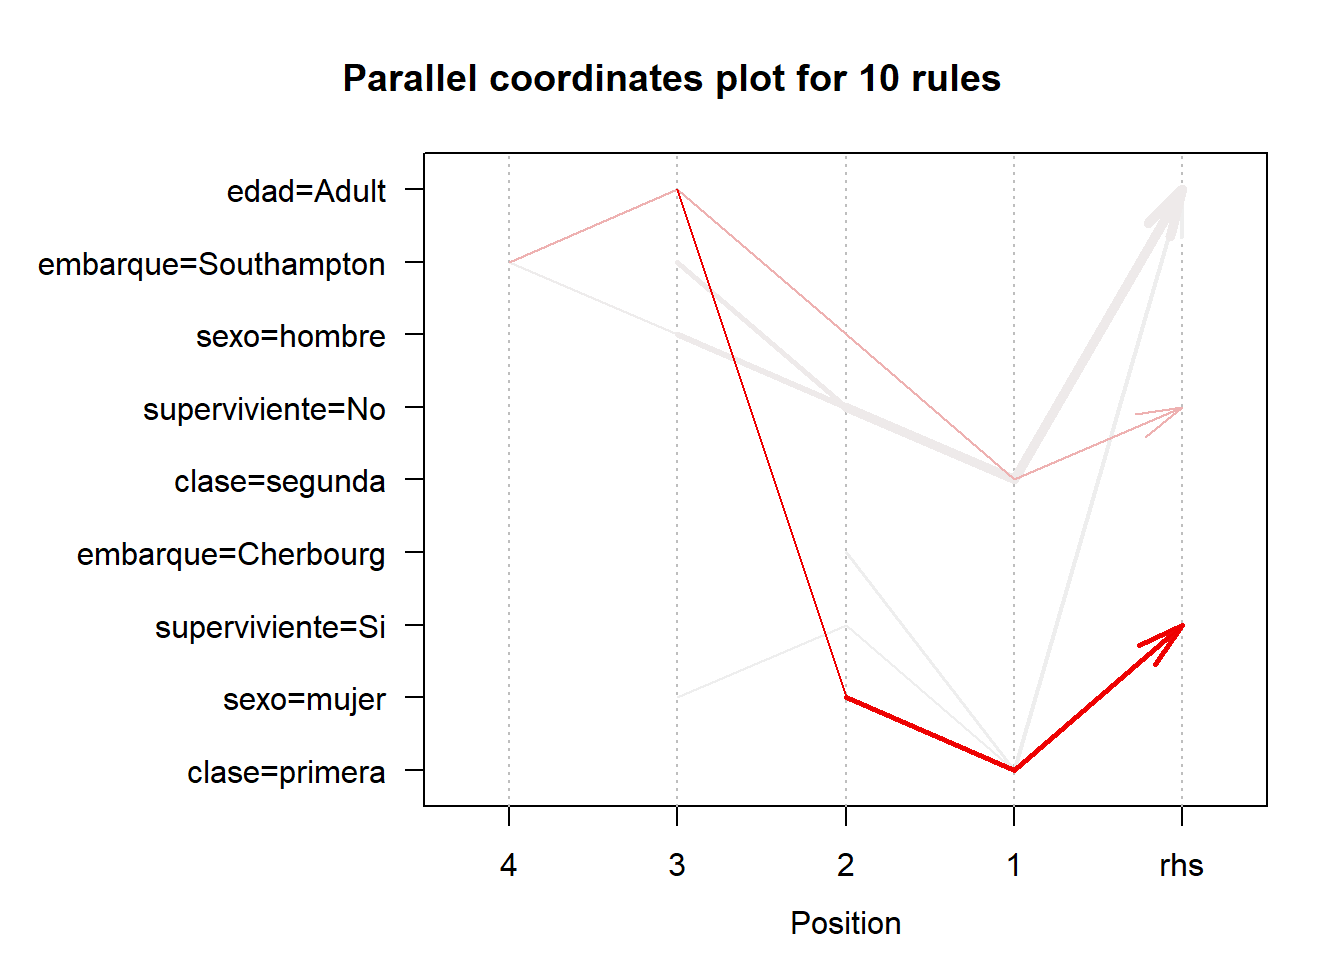 Parallel coordinates plot for 10 rules
edad=Adult
embarque=Southampton
sexo=hombre
superviviente=No
clase=segunda
embarque=Cherbourg
superviviente=Si
sexo=mujer
clase=primera
4 3 2 1 rhs
Position